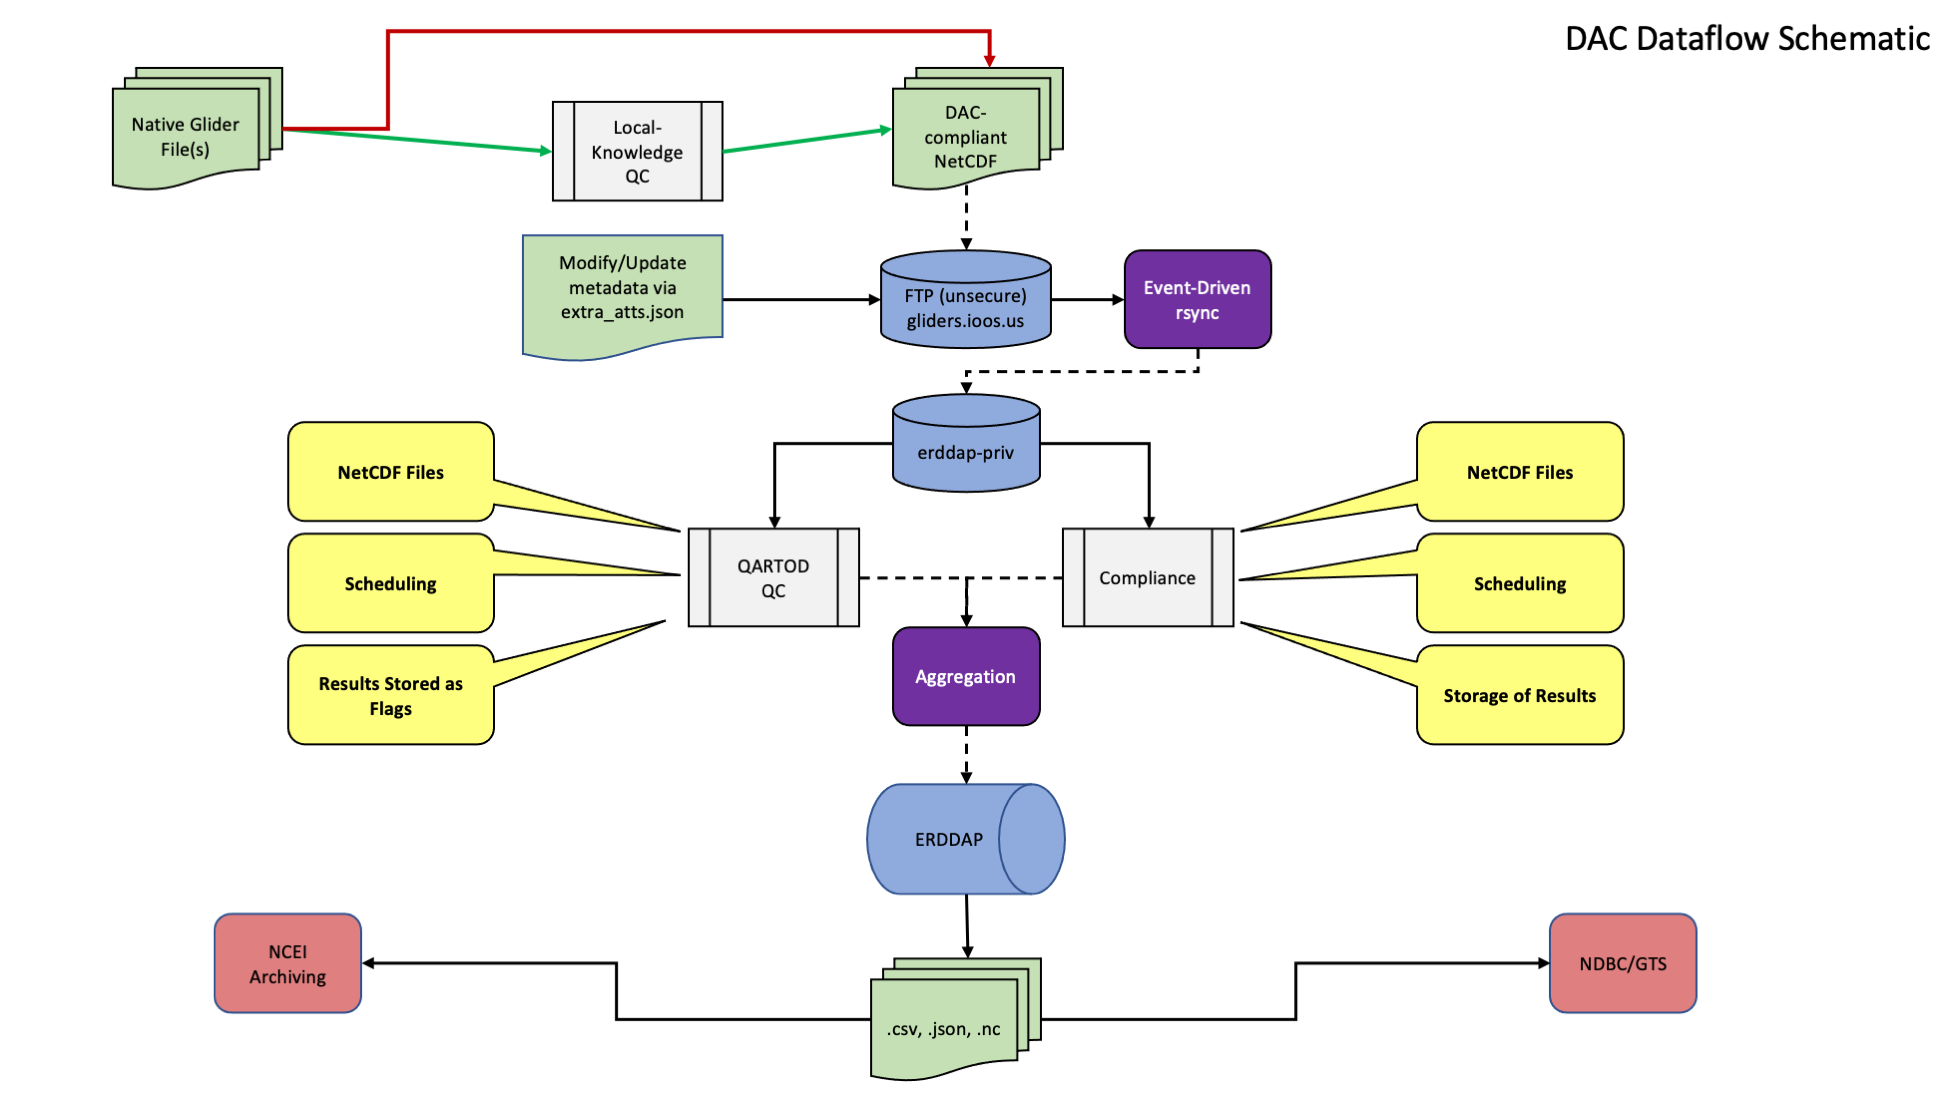 DAC Dataflow Schematic
Native Glider
File(s)
Local-
Knowledge
QC
DAC-
compliant
NetCDF
Modify/Update
metadata via
extra_atts.json
FTP (unsecure)
gliders.ioos.us
Event-Driven
rsync
erddap-priv
NetCDF Files
Scheduling
Results Stored as
Flags
QARTOD
QC
Compliance
NetCDF Files
Scheduling
Storage of Results
Aggregation
ERDDAP
NCEI
Archiving
.csv, .json, .nc
NDBC/GTS